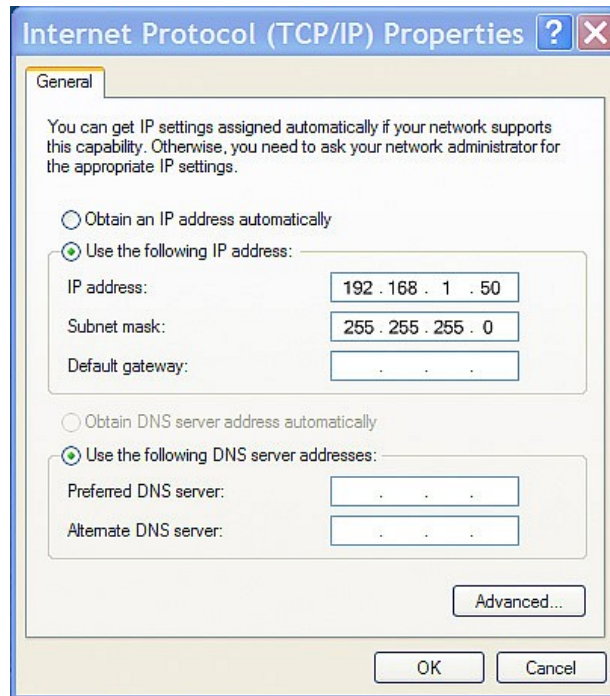 Internet Protocol (TCP/IP) Properties ?
General
You can get IP settings assigned automatically if your network supports
this capability. Otherwise, you need to ask your network administrator for
the appropriate IP settings.
Obtain an IP address automatically
Use the following IP address:
IP address: 192 . 168 . 1 . 50
Subnet mask: 255 . 255 . 255 . 0
Default gateway: . . .
Obtain DNS server address automatically
Use the following DNS server addresses:
Preferred DNS server: . . .
Alternate DNS server: . . .
Advanced...
OK Cancel